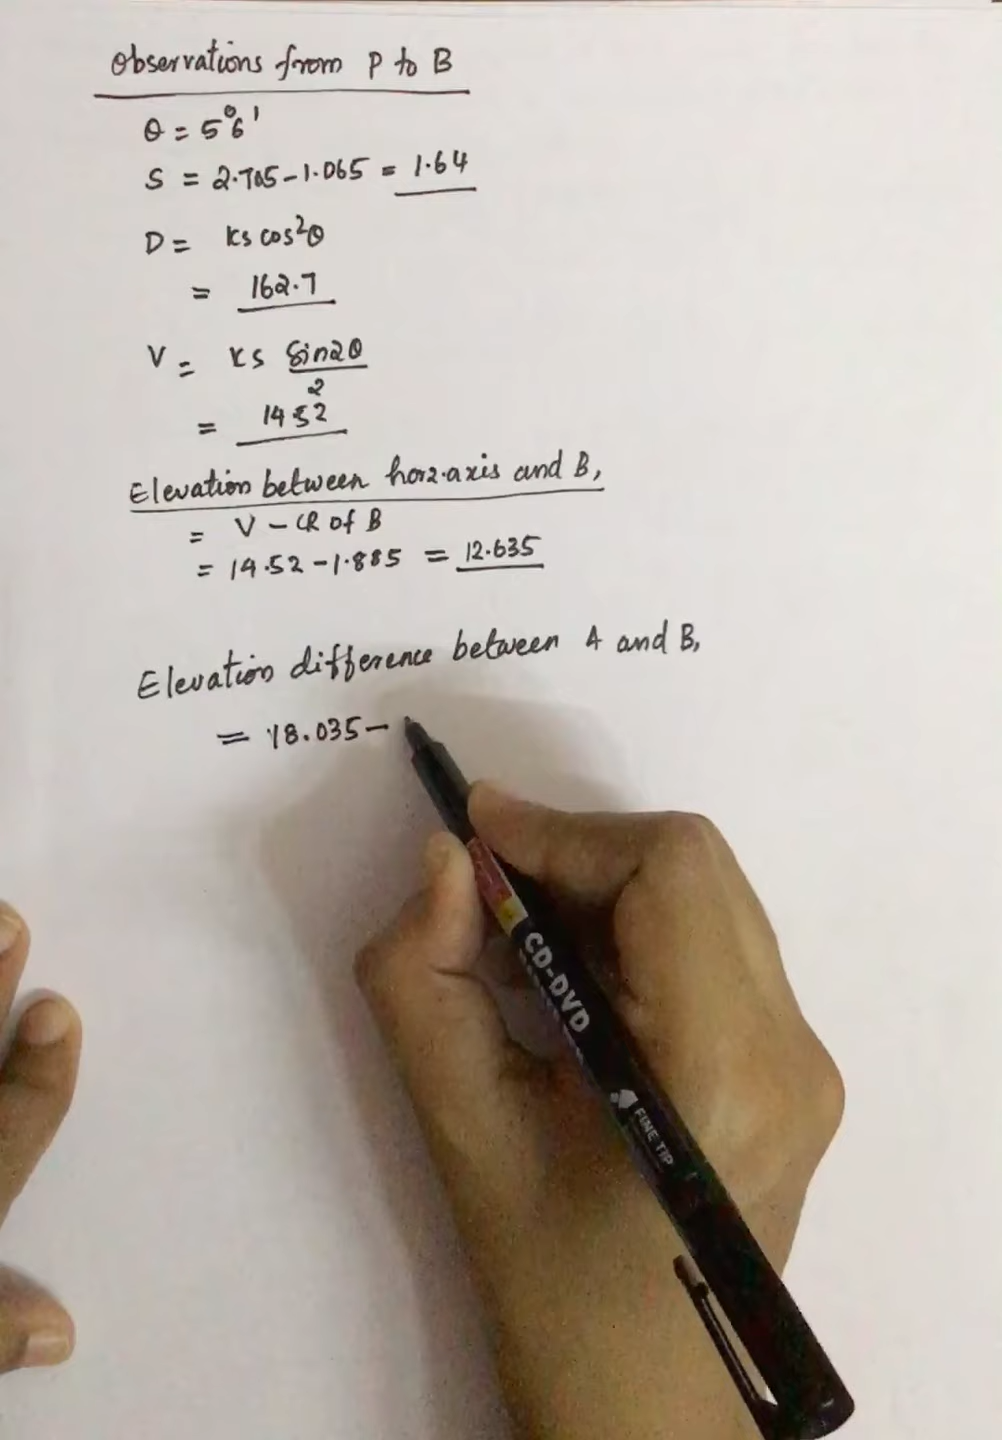 Observations from P to B
θ = 5°6'
S = 2.705-1.065 = 1.64
D = ks cos²θ
= 162.7
V = ks sin2θ/2
= 14.52
Elevation between horz.axis and B,
= V - CR of B
= 14.52-1.885 = 12.635
Elevation difference between A and B,
= 18.035-
CD-DVD
FINE TIP